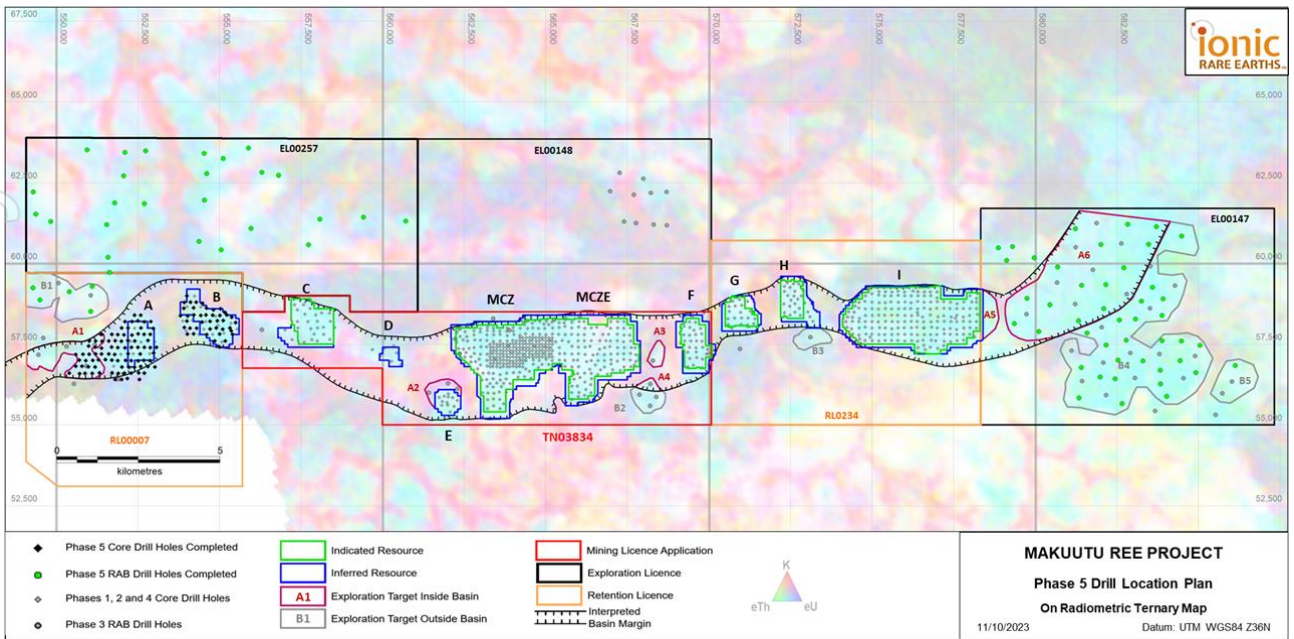 67,500
550,000
552,500
555,000
557,500
560,000
562,500
565,000
567,500
570,000
572,500
575,000
577,500
580,000
582,500
ionic
RARE EARTHS
65,000
65,000
EL00257
EL00148
62,500
62,500
EL00147
60,000
60,000
B1
A
B
C
D
MCZ
MCZE
F
G
H
I
A6
57,500
57,500
A1
A3
A5
B3
A2
A4
B4
B2
B5
E
55,000
55,000
RL00007
TN03834
RL0234
0
5
kilometres
52,500
52,500
Phase 5 Core Drill Holes Completed
Phase 5 RAB Drill Holes Completed
Phases 1, 2 and 4 Core Drill Holes
Phase 3 RAB Drill Holes
Indicated Resource
Inferred Resource
A1 Exploration Target Inside Basin
B1 Exploration Target Outside Basin
Mining Licence Application
Exploration Licence
Retention Licence
Interpreted
Basin Margin
K
eTh
eU
MAKUUTU REE PROJECT
Phase 5 Drill Location Plan
On Radiometric Ternary Map
11/10/2023
Datum: UTM WGS84 Z36N